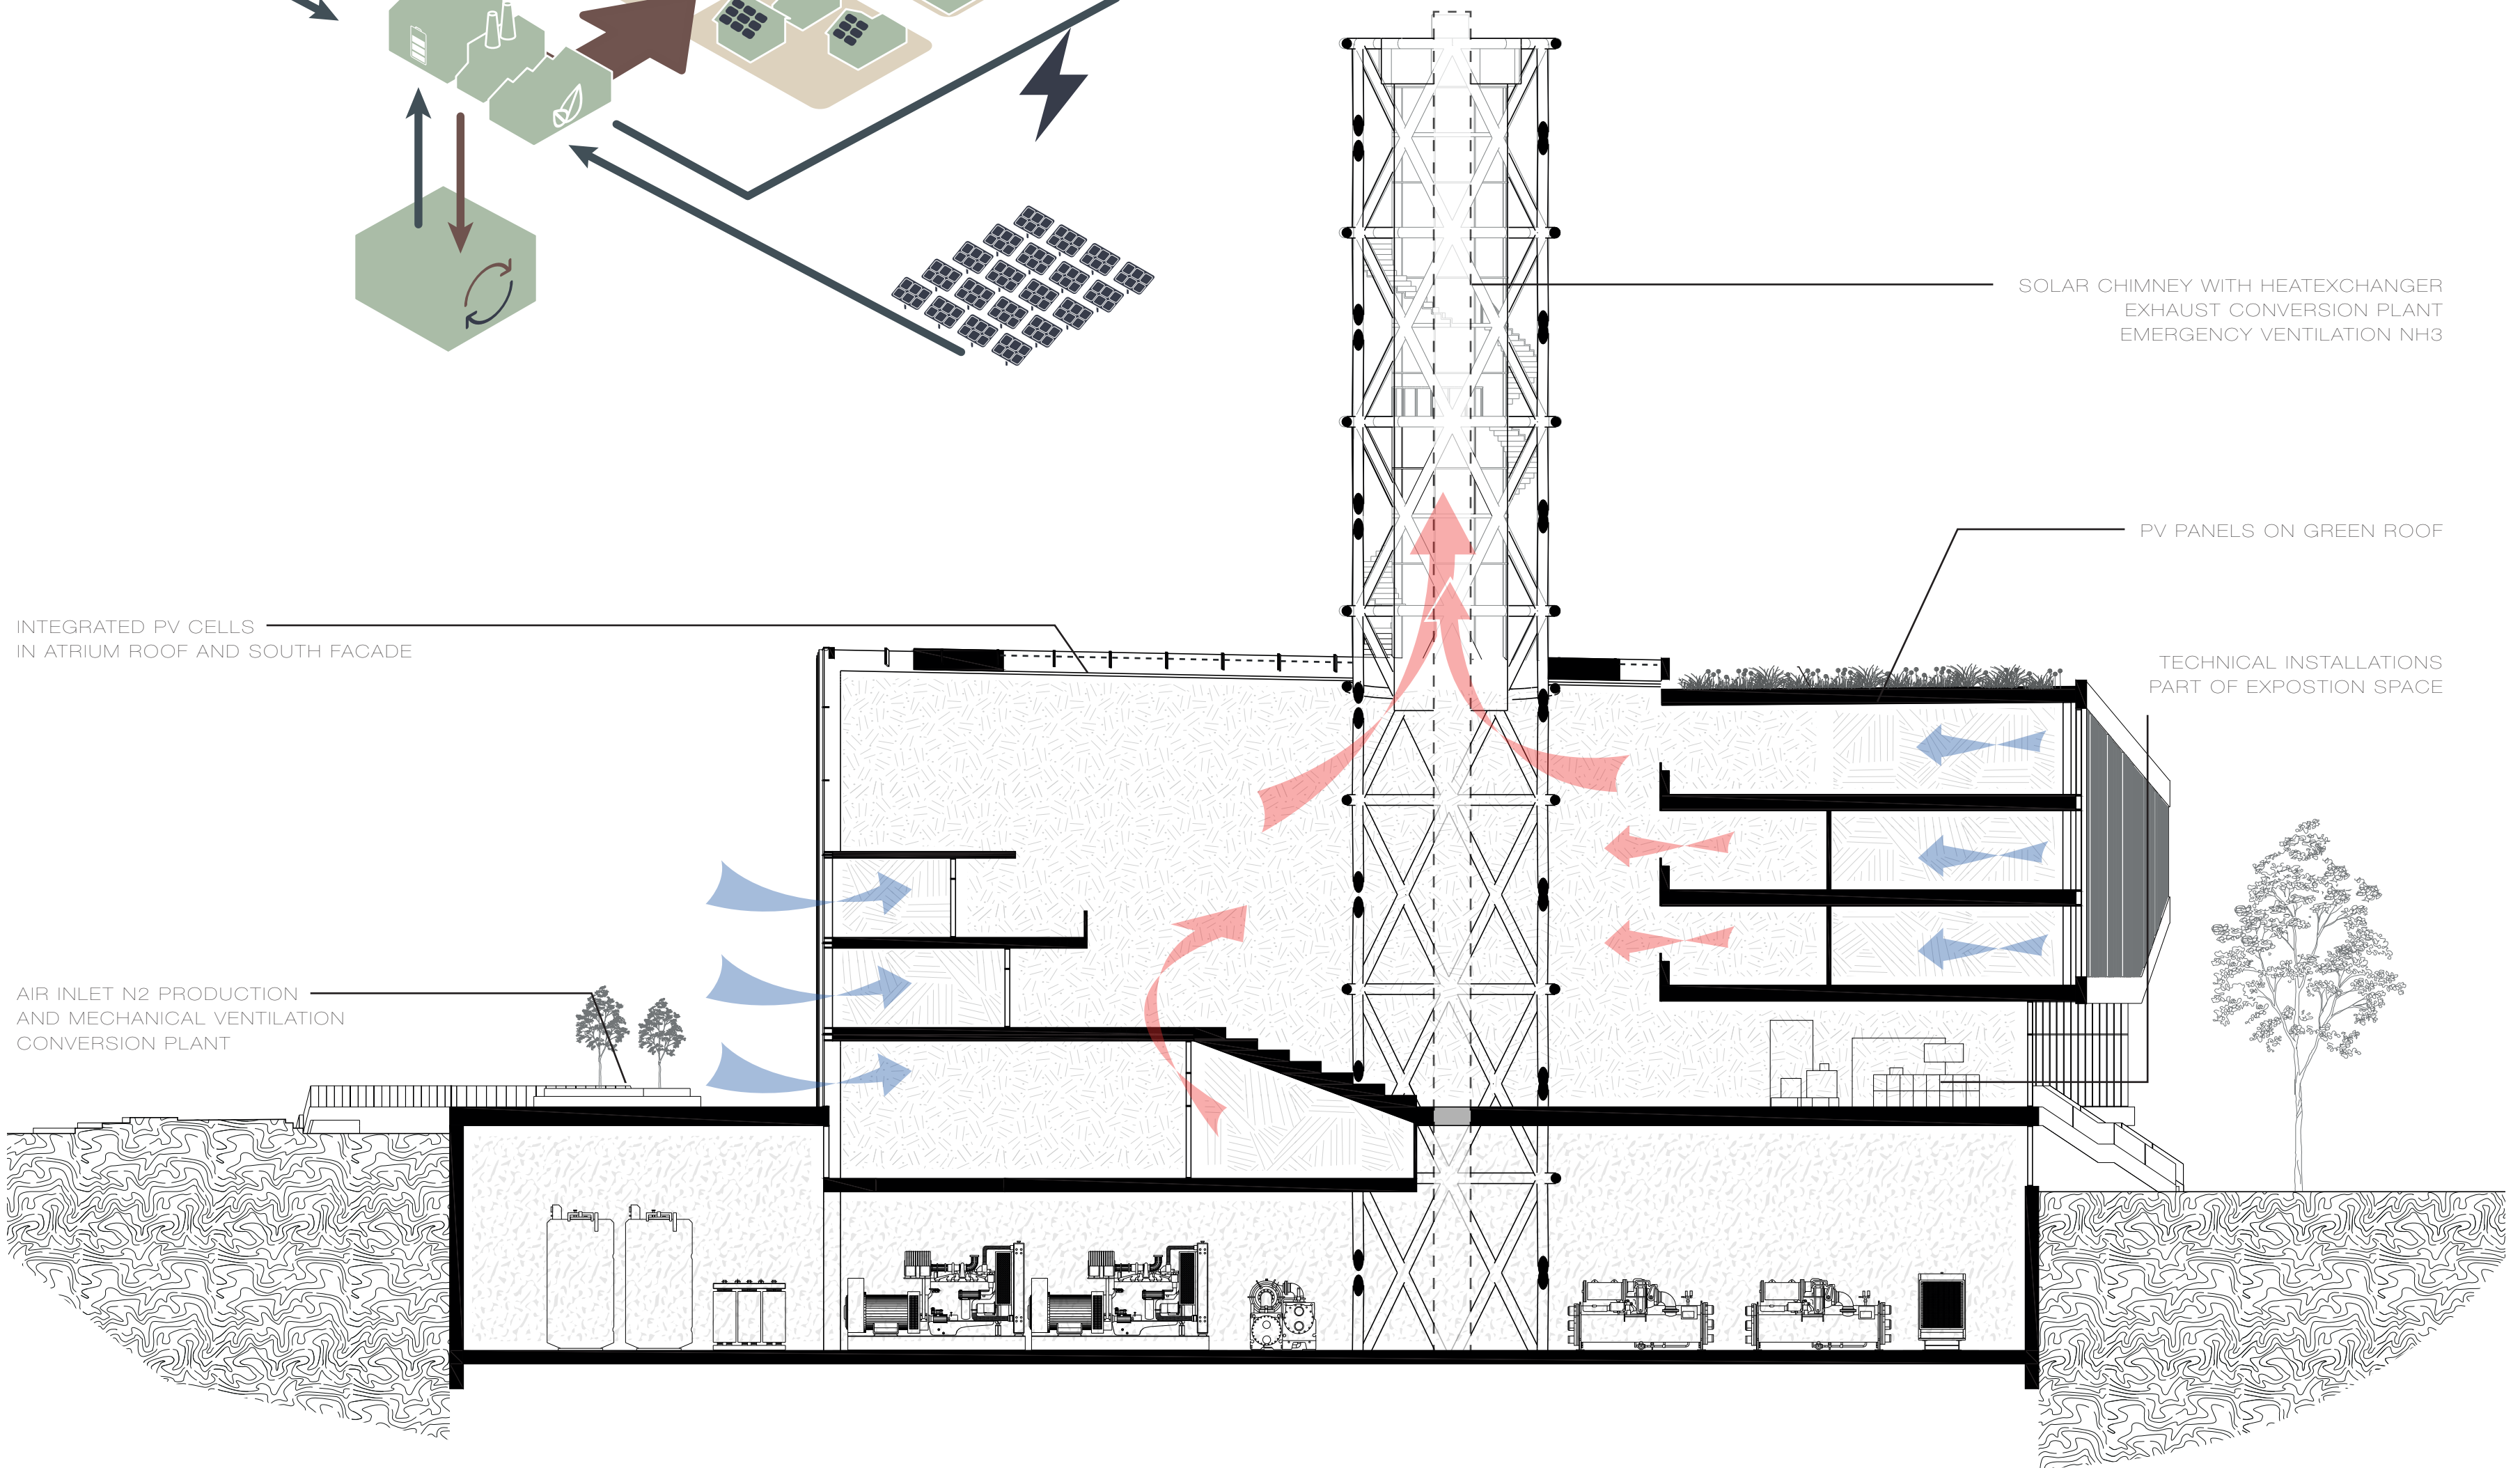 SOLAR CHIMNEY WITH HEATEXCHANGER
EXHAUST CONVERSION PLANT
EMERGENCY VENTILATION NH3
PV PANELS ON GREEN ROOF
INTEGRATED PV CELLS
IN ATRIUM ROOF AND SOUTH FACADE
TECHNICAL INSTALLATIONS
PART OF EXPOSTION SPACE
AIR INLET N2 PRODUCTION
AND MECHANICAL VENTILATION
CONVERSION PLANT